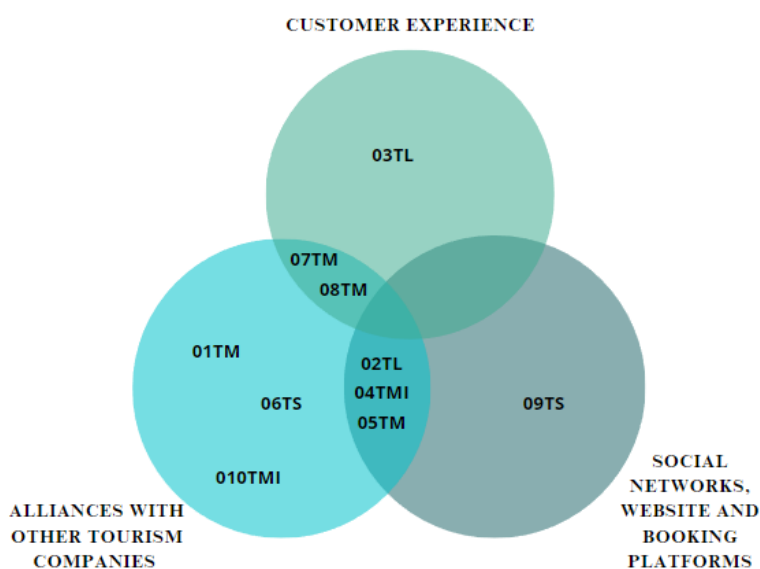 CUSTOMER EXPERIENCE
03TL
07TM
08TM
01TM
02TL
04TMI
06TS
05TM
09TS
010TMI
ALLIANCES WITH
OTHER TOURISM
COMPANIES
SOCIAL
NETWORKS,
WEBSITE AND
BOOKING
PLATFORMS